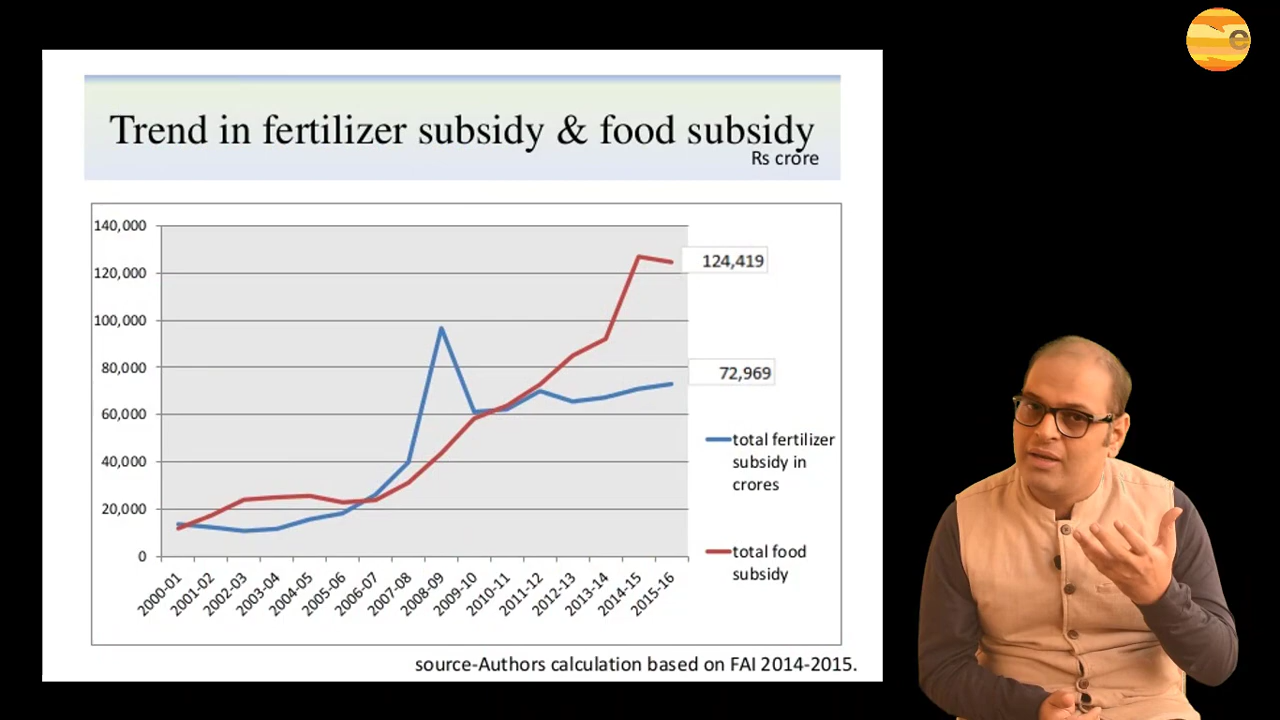 e
Trend in fertilizer subsidy & food subsidy
Rs crore
140,000
120,000
100,000
80,000
60,000
40,000
20,000
0
124,419
72,969
total fertilizer
subsidy in
crores
total food
subsidy
2000-01
2001-02
2002-03
2003-04
2004-05
2005-06
2006-07
2007-08
2008-09
2009-10
2010-11
2011-12
2012-13
2013-14
2014-15
2015-16
source-Authors calculation based on FAI 2014-2015.